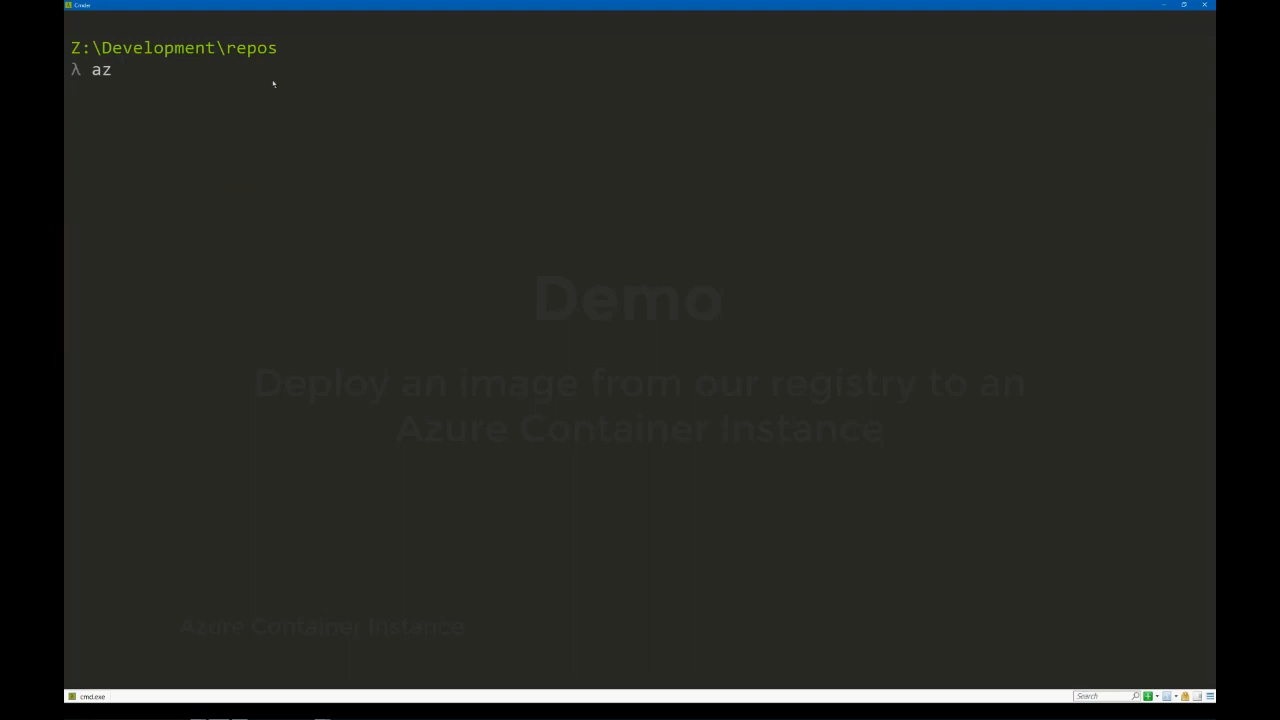 Cmder
Z:\Development\repos
λ az
Demo
Deploy an image from our registry to an
Azure Container Instance
Azure Container Instance
cmd.exe
Search